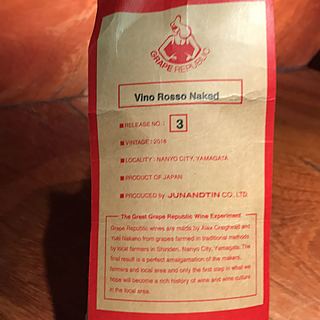 GRAPE REPUBLIC
Vino Rosso Naked
RELEASE NO. : 3
VINTAGE : 2018
LOCALITY : NANYO CITY, YAMAGATA
PRODUCT OF JAPAN
PRODUCED by JUNANDTIN CO., LTD.
The Great Grape Republic Wine Experiment
Grape Republic wines are made by Alex Craighead and
Yuki Nakano from grapes farmed in traditional methods
by local farmers in Shinden, Nanyo City, Yamagata. The
final result is a perfect amalgamation of the makers,
farmers and local area and only the first step in what we
hope will become a rich history of wine and wine culture
in the local area.